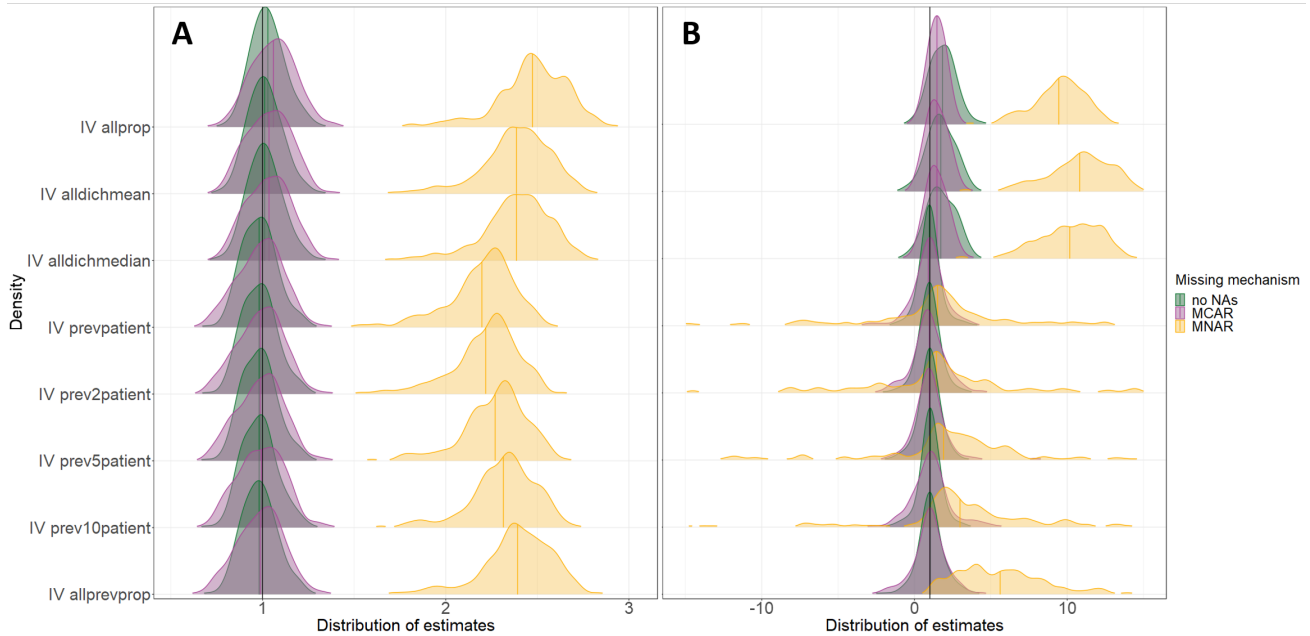 A
B
Density
IV allprop
IV alldichmean
IV alldichmedian
IV prevpatient
IV prev2patient
IV prev5patient
IV prev10patient
IV allprevprop
1
2
3
-10
0
10
Distribution of estimates
Distribution of estimates
Missing mechanism
no NAs
MCAR
MNAR